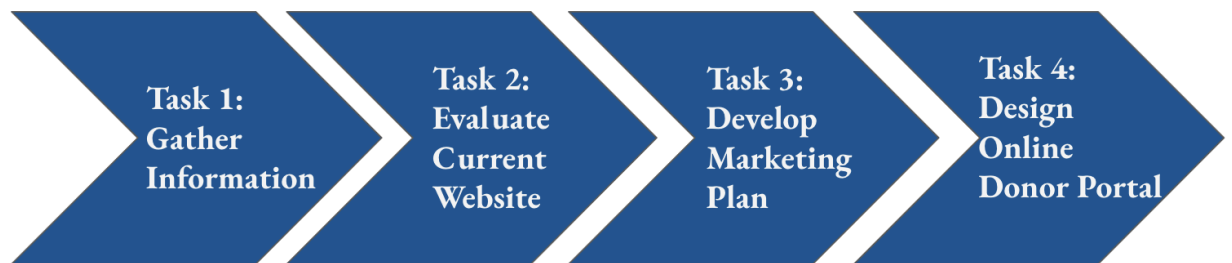 Task 1:
Gather
Information
Task 2:
Evaluate
Current
Website
Task 3:
Develop
Marketing
Plan
Task 4:
Design
Online
Donor Portal